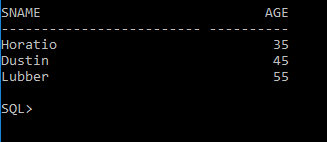 SNAME                                AGE
------------------------- ----------
Horatio                               35
Dustin                                45
Lubber                                55
SQL>